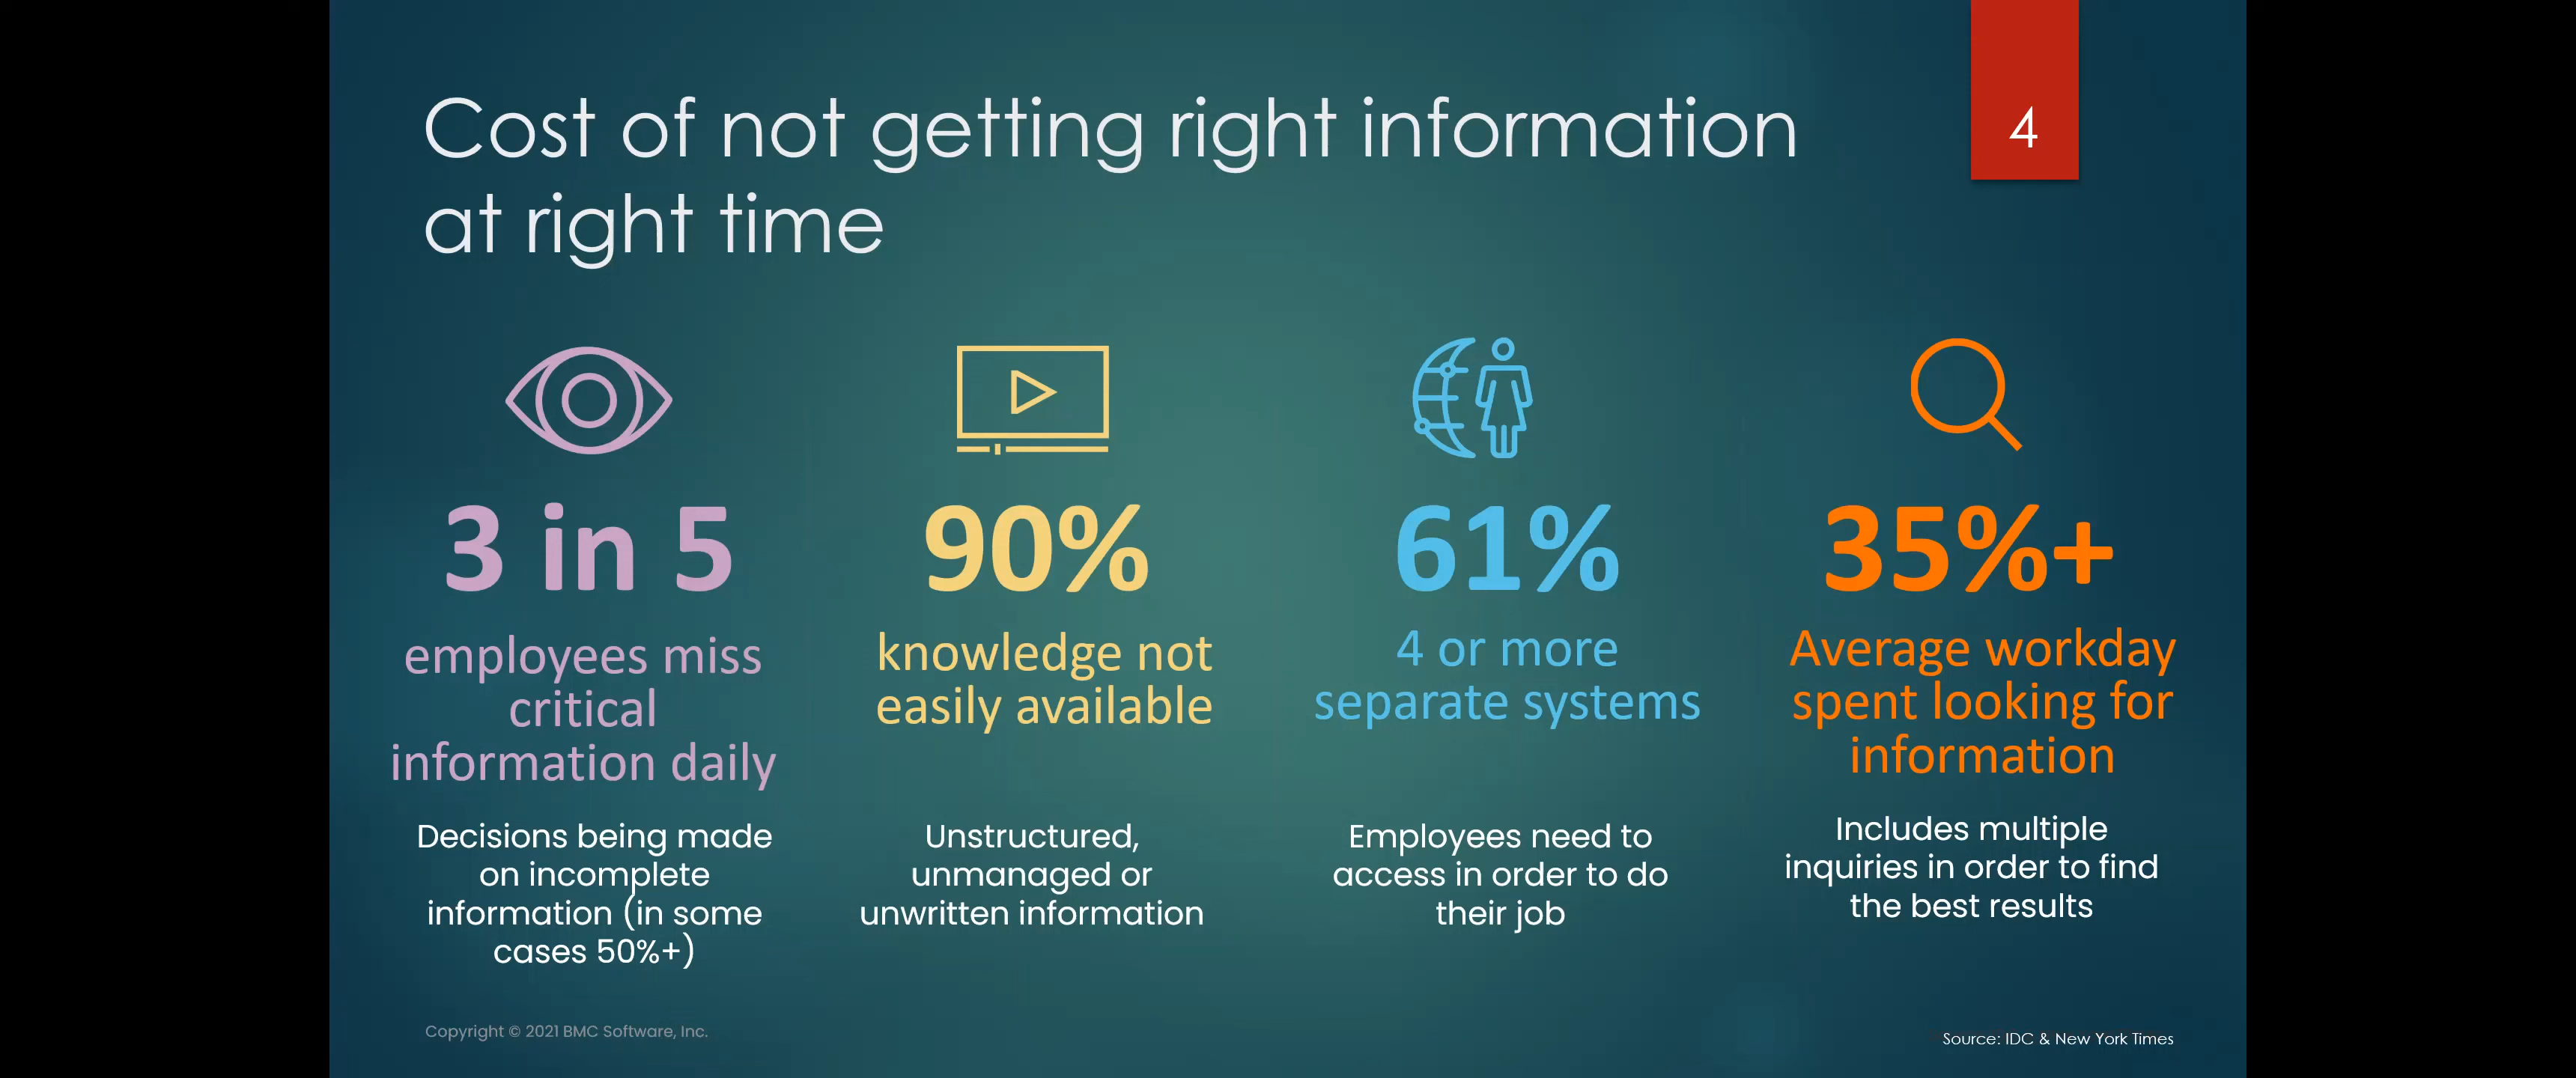 Cost of not getting right information
at right time
4
3 in 5
employees miss
critical
information daily
Decisions being made
on incomplete
information (in some
cases 50%+)
90%
knowledge not
easily available
Unstructured,
unmanaged or
unwritten information
61%
4 or more
separate systems
Employees need to
access in order to do
their job
35%+
Average workday
spent looking for
information
Includes multiple
inquiries in order to find
the best results
Copyright © 2021 BMC Software, Inc.
Source: IDC & New York Times